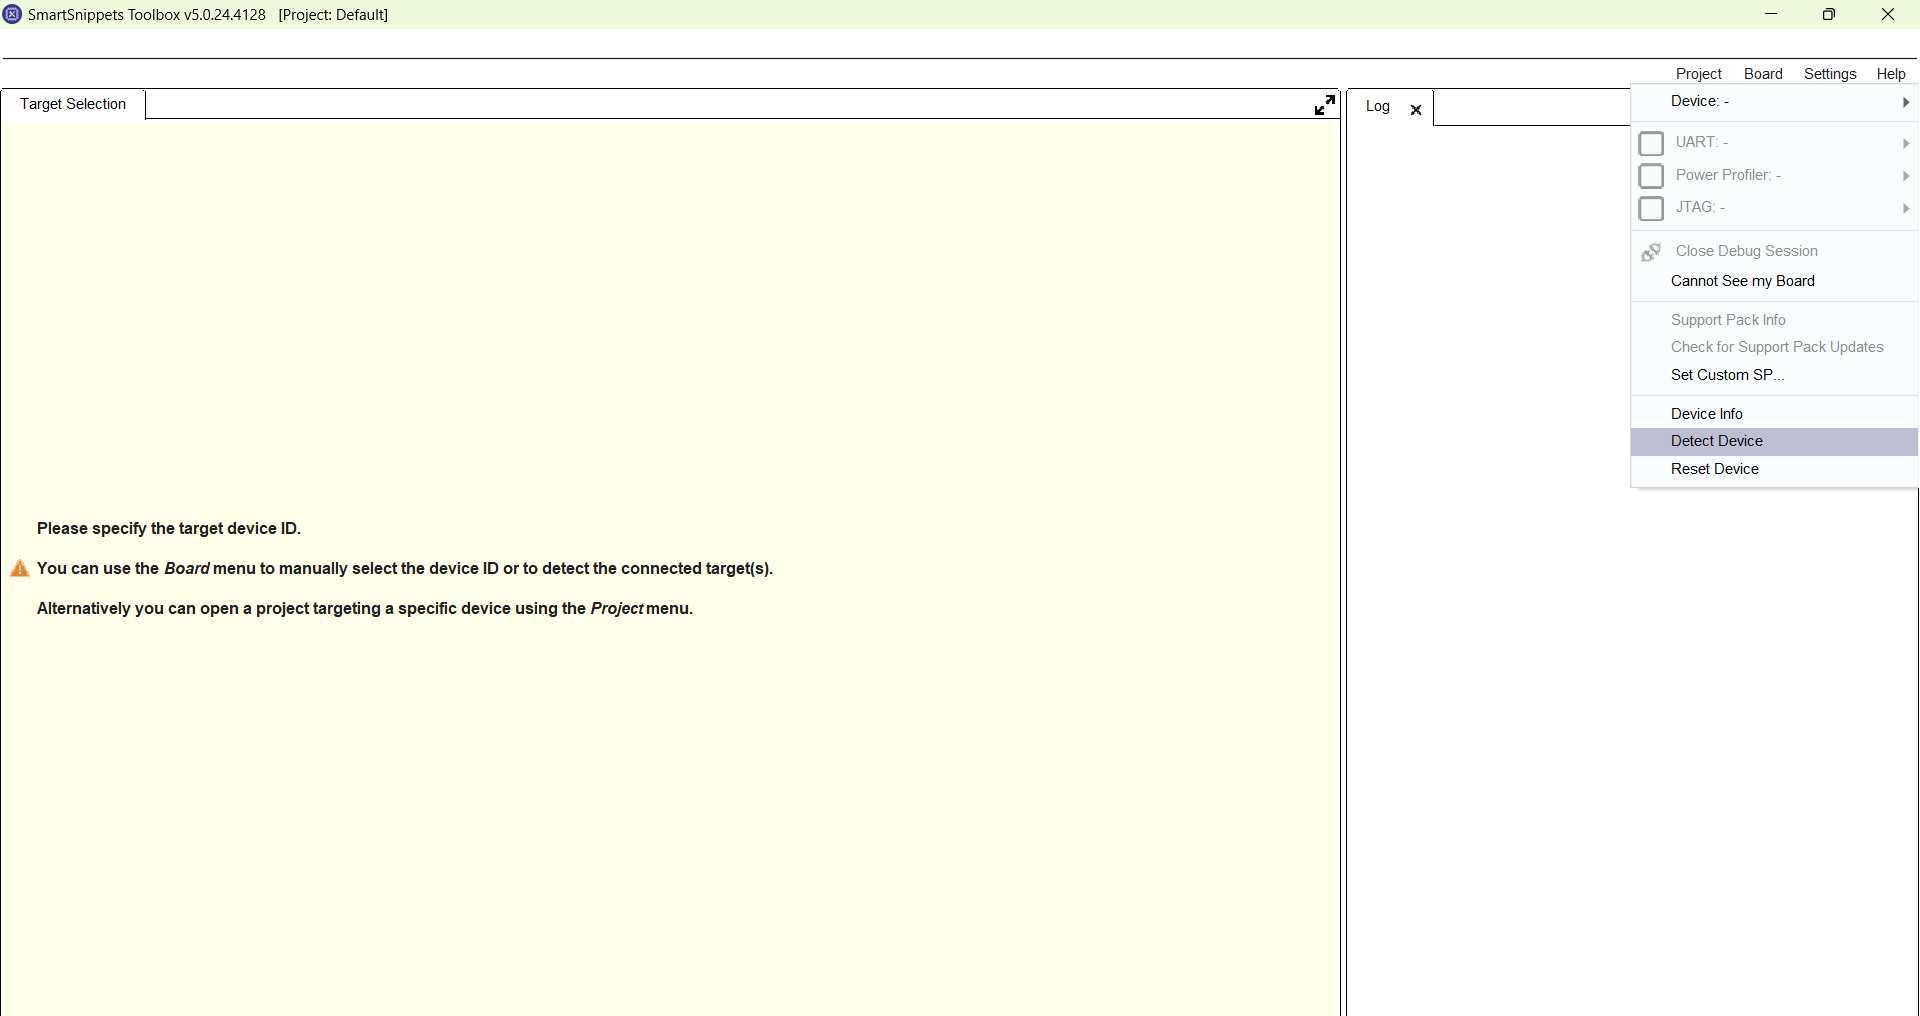 SmartSnippets Toolbox v5.0.24.4128 [Project: Default]
Project Board Settings Help
Target Selection
Log
Device: -
UART: -
Power Profiler: -
JTAG: -
Close Debug Session
Cannot See my Board
Support Pack Info
Check for Support Pack Updates
Set Custom SP...
Device Info
Detect Device
Reset Device
Please specify the target device ID.
You can use the Board menu to manually select the device ID or to detect the connected target(s).
Alternatively you can open a project targeting a specific device using the Project menu.